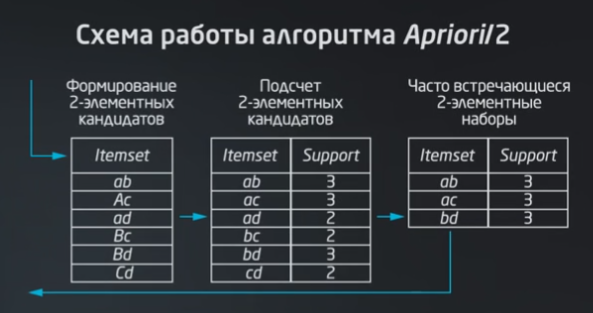 Схема работы алгоритма Apriori/2
Формирование
2-элементных
кандидатов
Itemset
ab
Ac
ad
Bc
Bd
Cd
Подсчет
2-элементных
кандидатов
Itemset Support
ab 3
ac 3
ad 2
bc 2
bd 3
cd 2
Часто встречающиеся
2-элементные
наборы
Itemset Support
ab 3
ac 3
bd 3